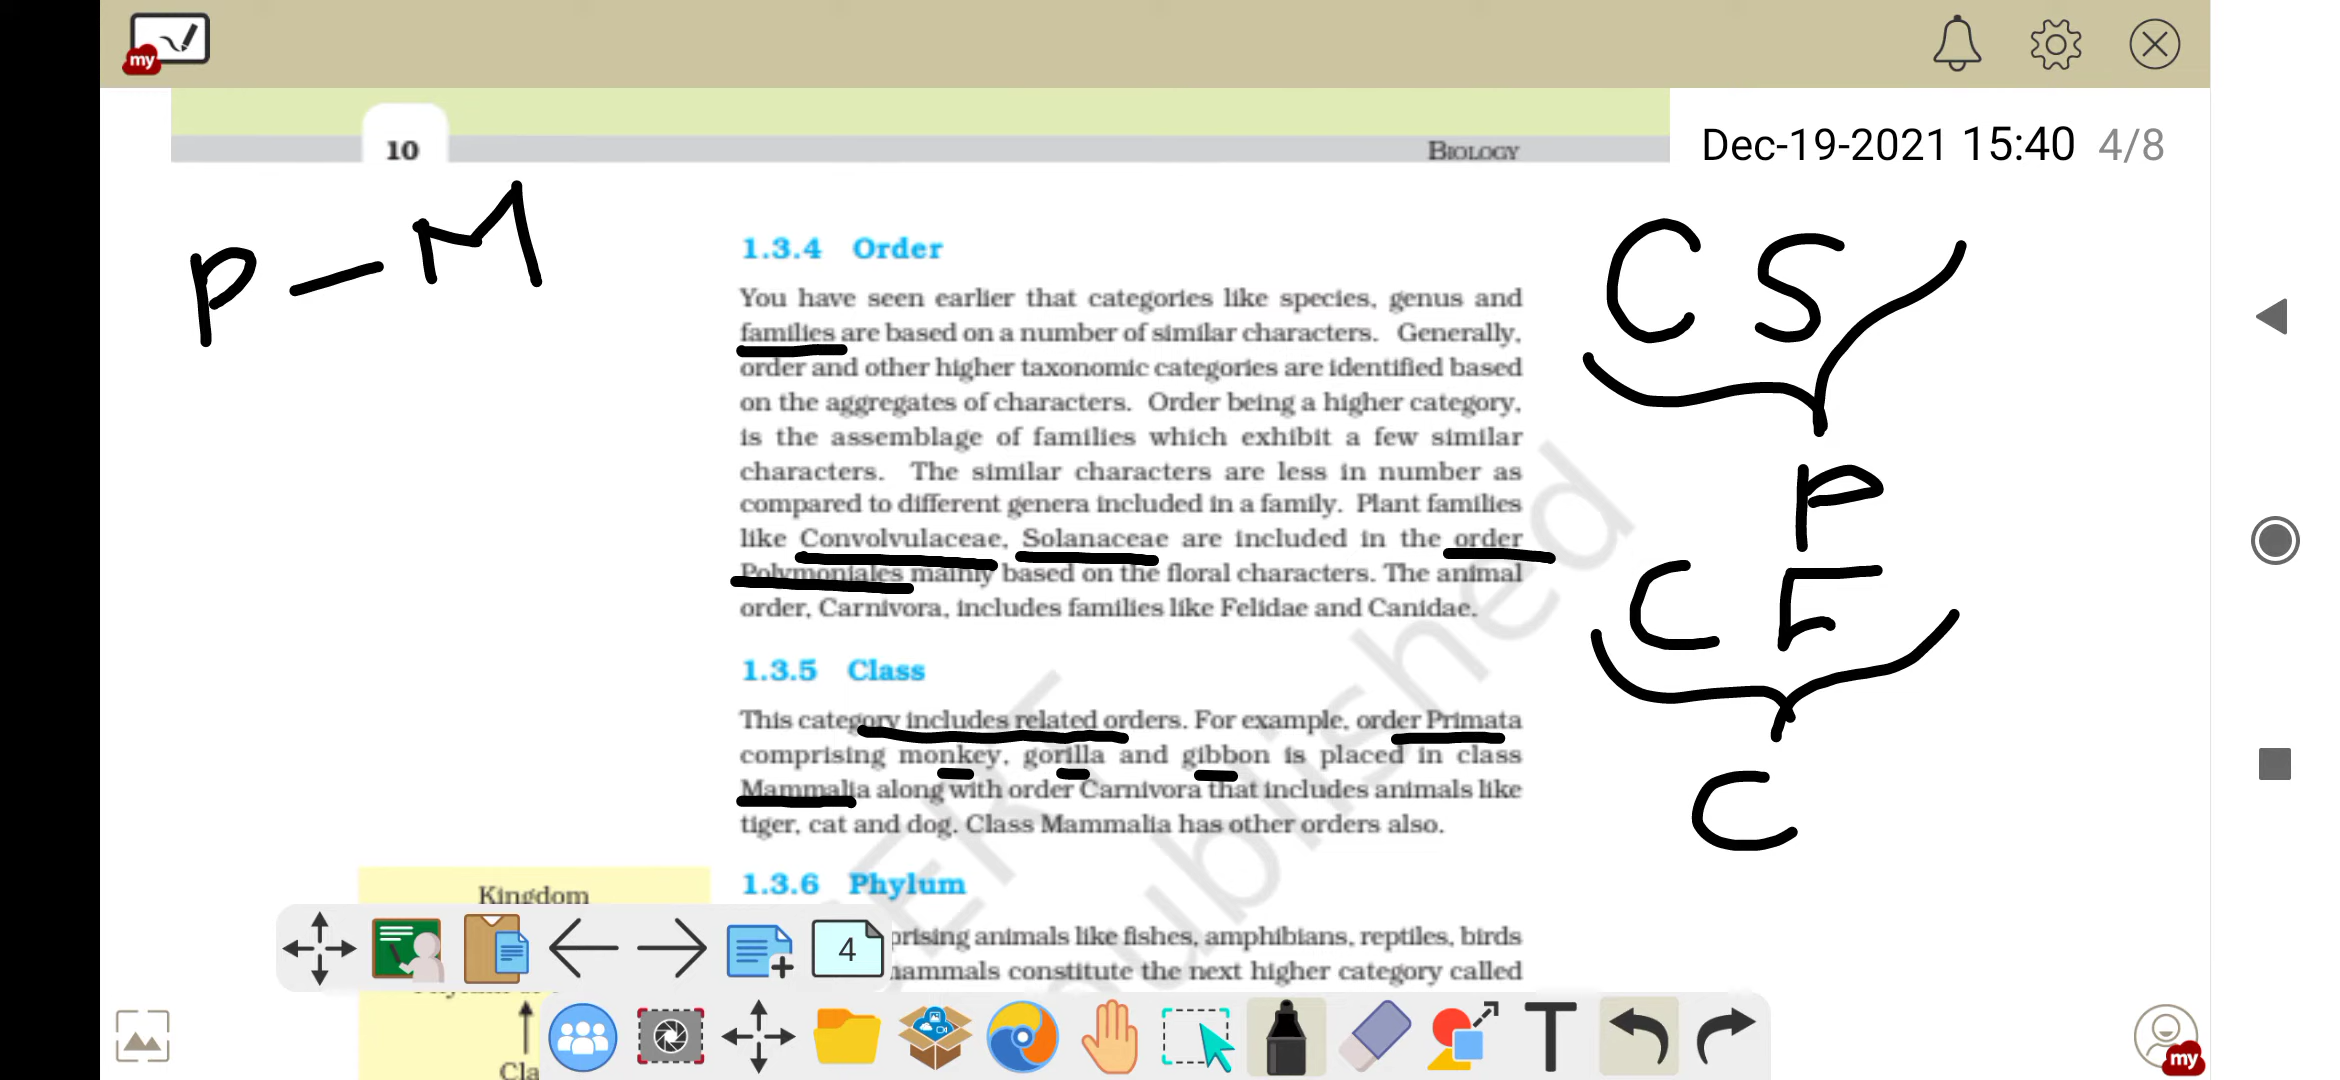 my
10
BIOLOGY
Dec-19-2021 15:40 4/8
P - M
1.3.4 Order
You have seen earlier that categories like species, genus and
families are based on a number of similar characters. Generally,
order and other higher taxonomic categories are identified based
on the aggregates of characters. Order being a higher category,
is the assemblage of families which exhibit a few similar
characters. The similar characters are less in number as
compared to different genera included in a family. Plant families
like Convolvulaceae, Solanaceae are included in the order
Polymoniales mainly based on the floral characters. The animal
order, Carnivora, includes families like Felidae and Canidae.
1.3.5 Class
This category includes related orders. For example, order Primata
comprising monkey, gorilla and gibbon is placed in class
Mammalia along with order Carnivora that includes animals like
tiger, cat and dog. Class Mammalia has other orders also.
1.3.6 Phylum
prising animals like fishes, amphibians, reptiles, birds
mammals constitute the next higher category called
C S
P
C F
C
Kingdom
4
Cla
T
my